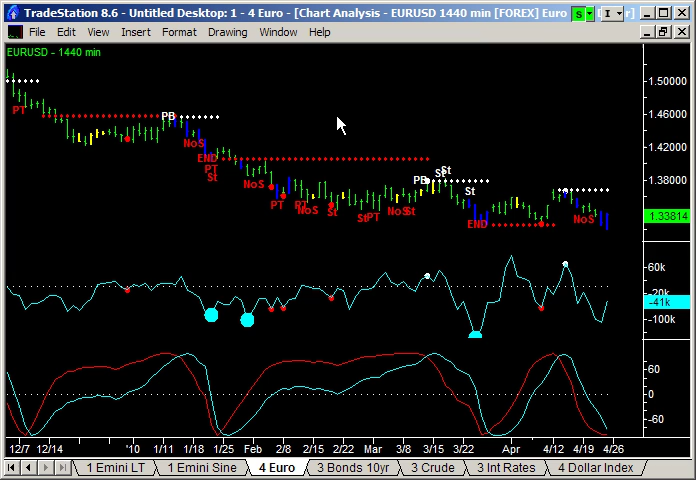 TradeStation 8.6 - Untitled Desktop: 1 - 4 Euro - [Chart Analysis - EURUSD 1440 min [FOREX] Euro
S
I
File Edit View Insert Format Drawing Window Help
EURUSD - 1440 min
1.50000
PT
1.46000
PB
NoS
1.42000
END
PT
St
NoS
PB St St
1.38000
St
PT
NoS
St
StPT
NoSSt
END
NoS
1.33814
60k
20k
-41k
-100k
60
0
-60
12/7 12/14 '10 1/11 1/18 1/25 Feb 2/8 2/15 2/22 Mar 3/8 3/15 3/22 Apr 4/12 4/19 4/26
1 Emini LT 1 Emini Sine 4 Euro 3 Bonds 10yr 3 Crude 3 Int Rates 4 Dollar Index